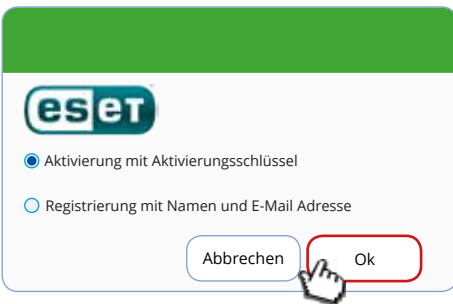 eset
Aktivierung mit Aktivierungsschlüssel
Registrierung mit Namen und E-Mail Adresse
Abbrechen Ok